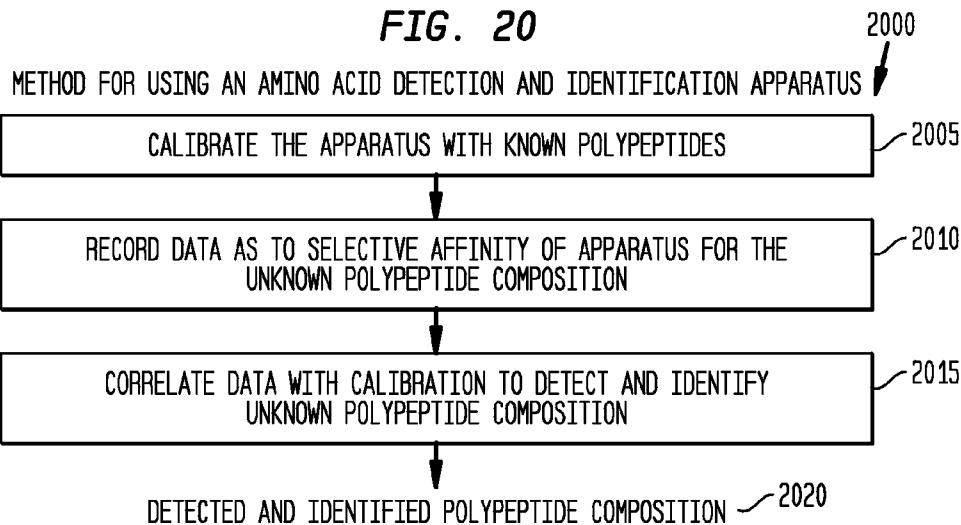 FIG. 20
2000
METHOD FOR USING AN AMINO ACID DETECTION AND IDENTIFICATION APPARATUS
CALIBRATE THE APPARATUS WITH KNOWN POLYPEPTIDES
2005
RECORD DATA AS TO SELECTIVE AFFINITY OF APPARATUS FOR THE
UNKNOWN POLYPEPTIDE COMPOSITION
2010
CORRELATE DATA WITH CALIBRATION TO DETECT AND IDENTIFY
UNKNOWN POLYPEPTIDE COMPOSITION
2015
DETECTED AND IDENTIFIED POLYPEPTIDE COMPOSITION
2020